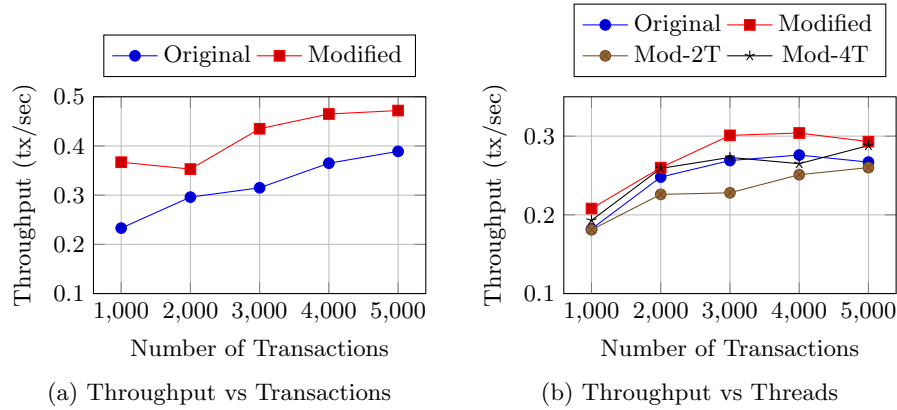 Original Modified
Throughput (tx/sec)
0.5
0.4
0.3
0.2
0.1
1,000 2,000 3,000 4,000 5,000
Number of Transactions
(a) Throughput vs Transactions
Original Modified
Mod-2T Mod-4T
Throughput (tx/sec)
0.3
0.2
0.1
1,000 2,000 3,000 4,000 5,000
Number of Transactions
(b) Throughput vs Threads